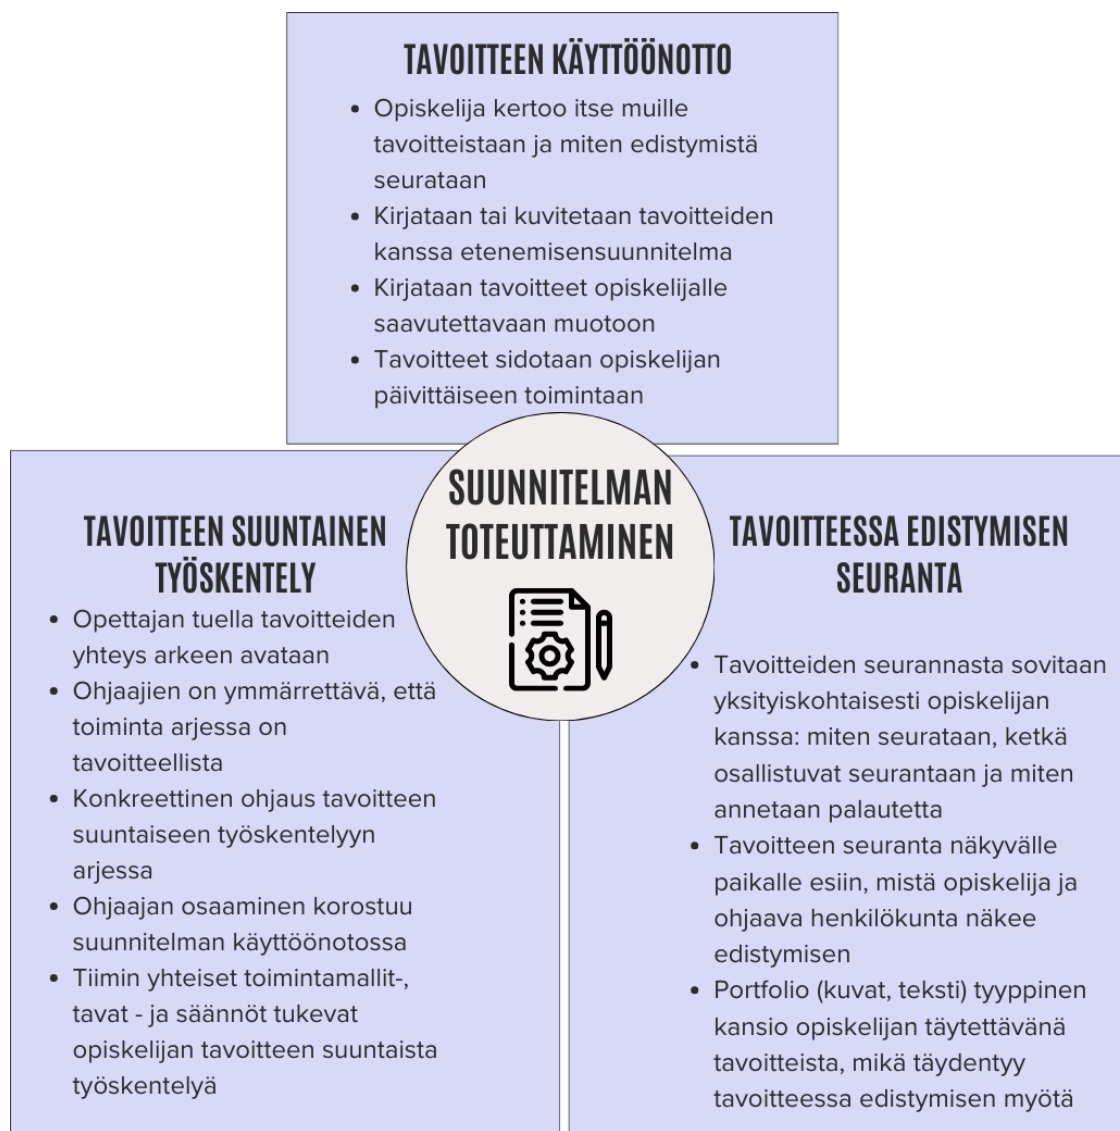 TAVOITTEEN KÄYTTÖÖNOTTO
• Opiskelija kertoo itse muille
tavoitteistaan ja miten edistymistä
seurataan
• Kirjataan tai kuvitetaan tavoitteiden
kanssa etenemisensuunnitelma
• Kirjataan tavoitteet opiskelijalle
saavutettavaan muotoon
• Tavoitteet sidotaan opiskelijan
päivittäiseen toimintaan
SUUNNITELMAN
TOTEUTTAMINEN
TAVOITTEEN SUUNTAINEN
TYÖSKENTELY
• Opettajan tuella tavoitteiden
yhteys arkeen avataan
• Ohjaajien on ymmärrettävä, että
toiminta arjessa on
tavoitteellista
• Konkreettinen ohjaus tavoitteen
suuntaiseen työskentelyyn
arjessa
• Ohjaajan osaaminen korostuu
suunnitelman käyttöönotossa
• Tiimin yhteiset toimintamallit-,
tavat - ja säännöt tukevat
opiskelijan tavoitteen suuntaista
työskentelyä
TAVOITTEESSA EDISTYMISEN
SEURANTA
• Tavoitteiden seurannasta sovitaan
yksityiskohtaisesti opiskelijan
kanssa: miten seurataan, ketkä
osallistuvat seurantaan ja miten
annetaan palautetta
• Tavoitteen seuranta näkyvälle
paikalle esiin, mistä opiskelija ja
ohjaava henkilökunta näkee
edistymisen
• Portfolio (kuvat, teksti) tyyppinen
kansio opiskelijan täytettävänä
tavoitteista, mikä täydentyy
tavoitteessa edistymisen myötä